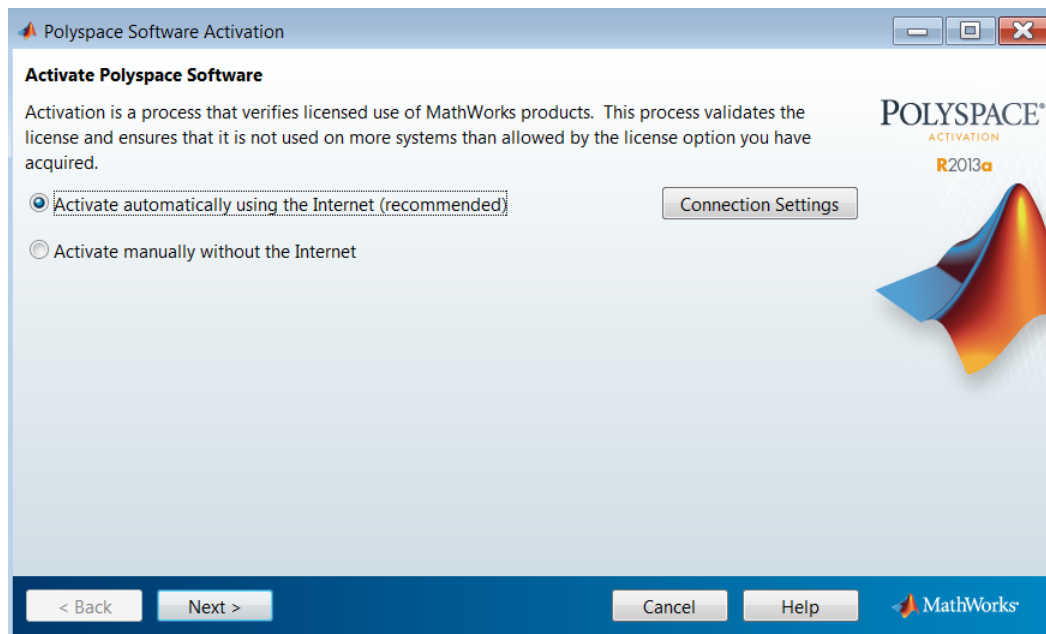 Polyspace Software Activation
Activate Polyspace Software
Activation is a process that verifies licensed use of MathWorks products. This process validates the
license and ensures that it is not used on more systems than allowed by the license option you have
acquired.
POLYSPACE®
ACTIVATION
R2013a
Activate automatically using the Internet (recommended)
Connection Settings
Activate manually without the Internet
< Back
Next >
Cancel
Help
MathWorks®